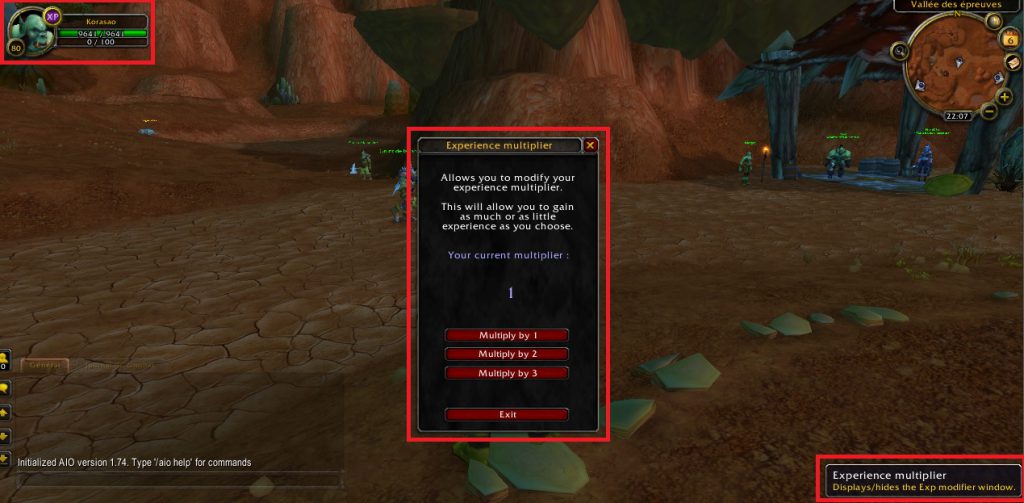 XP
Korasao
9641 / 9641
0 / 100
80
Vallée des épreuves
N
6
22:07
Experience multiplier
Allows you to modify your
experience multiplier.
This will allow you to gain
as much or as little
experience as you choose.
Your current multiplier :
1
Multiply by 1
Multiply by 2
Multiply by 3
Exit
0
Général
Initialized AIO version 1.74. Type '/aio help' for commands
Experience multiplier
Displays/hides the Exp modifier window.